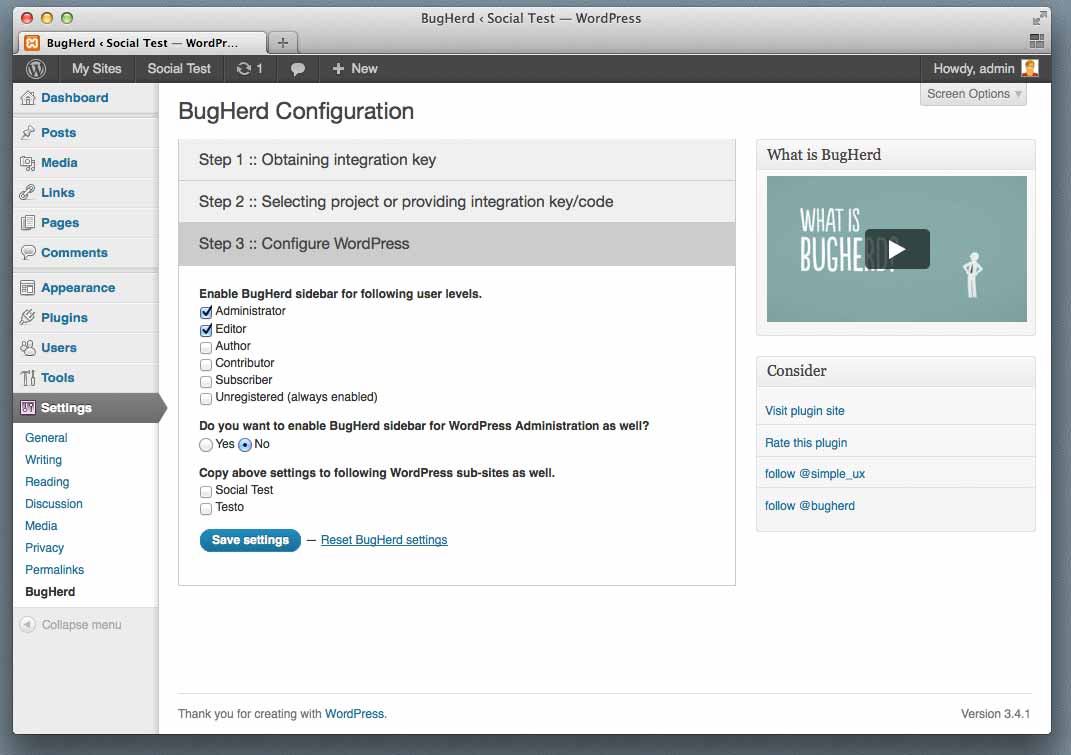 BugHerd ‹ Social Test — WordPress
BugHerd ‹ Social Test — WordPr...
My Sites Social Test 1 New Howdy, admin
Screen Options
Dashboard
Posts
Media
Links
Pages
Comments
Appearance
Plugins
Users
Tools
Settings
General
Writing
Reading
Discussion
Media
Privacy
Permalinks
BugHerd
Collapse menu
BugHerd Configuration
Step 1 :: Obtaining integration key
Step 2 :: Selecting project or providing integration key/code
Step 3 :: Configure WordPress
Enable BugHerd sidebar for following user levels.
Administrator
Editor
Author
Contributor
Subscriber
Unregistered (always enabled)
Do you want to enable BugHerd sidebar for WordPress Administration as well?
Yes No
Copy above settings to following WordPress sub-sites as well.
Social Test
Testo
Save settings — Reset BugHerd settings
What is BugHerd
WHAT IS
BUGHERD?
Consider
Visit plugin site
Rate this plugin
follow @simple_ux
follow @bugherd
Thank you for creating with WordPress.
Version 3.4.1